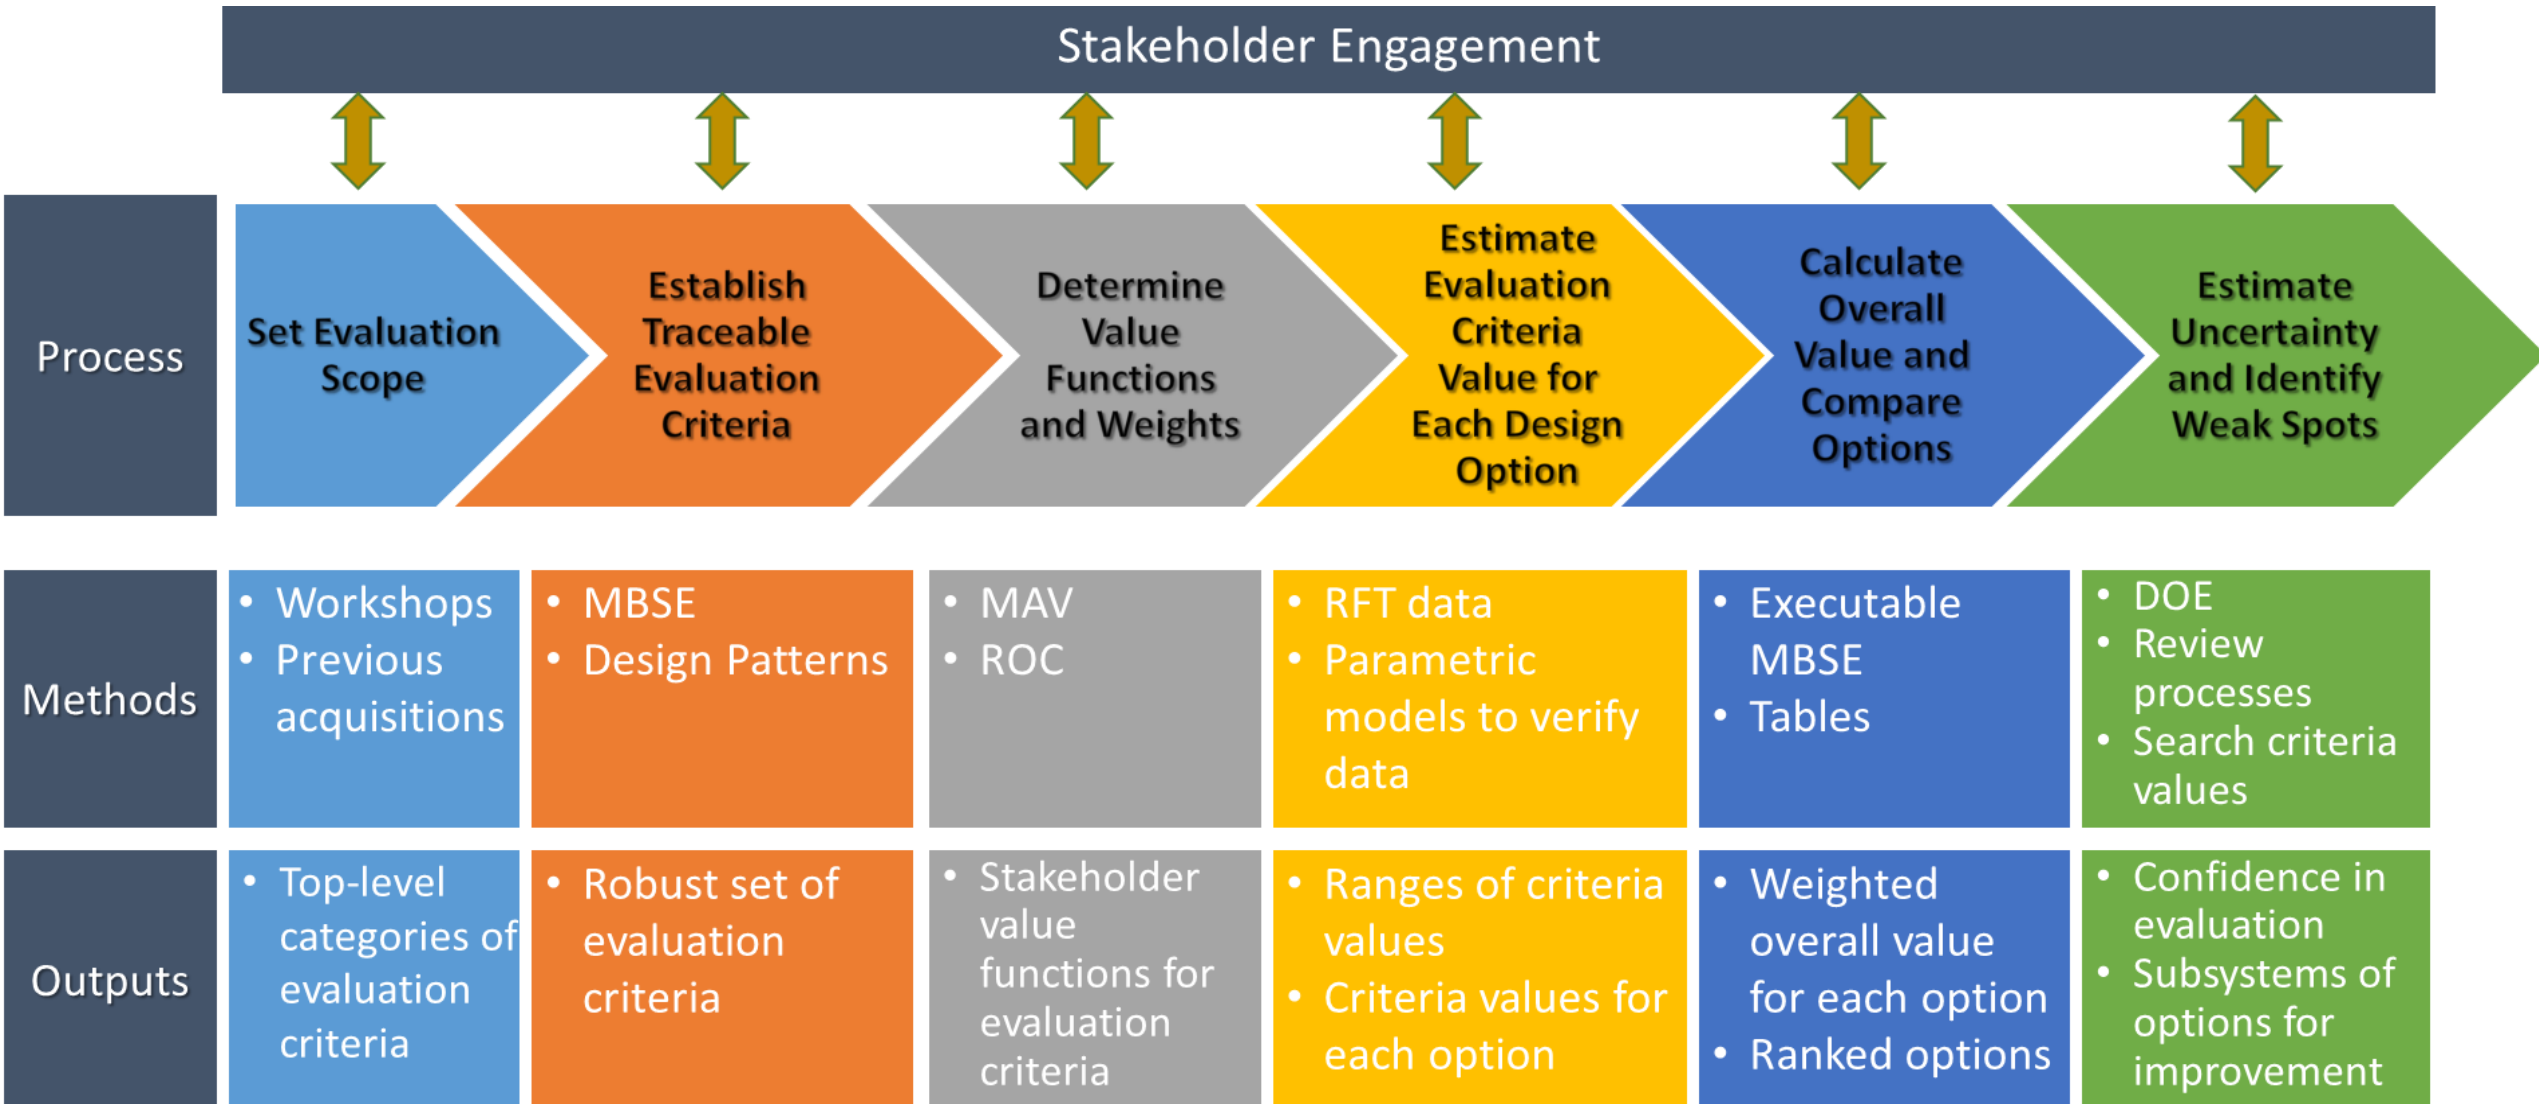 Stakeholder Engagement
Process
Set Evaluation
Scope
Establish
Traceable
Evaluation
Criteria
Determine
Value
Functions
and Weights
Estimate
Evaluation
Criteria
Value for
Each Design
Option
Calculate
Overall
Value and
Compare
Options
Estimate
Uncertainty
and Identify
Weak Spots
Methods
• Workshops
• Previous
acquisitions
• MBSE
• Design Patterns
• MAV
• ROC
• RFT data
• Parametric
models to verify
data
• Executable
MBSE
• Tables
• DOE
• Review
processes
• Search criteria
values
Outputs
• Top-level
categories of
evaluation
criteria
• Robust set of
evaluation
criteria
• Stakeholder
value
functions for
evaluation
criteria
• Ranges of criteria
values
• Criteria values for
each option
• Weighted
overall value
for each option
• Ranked options
• Confidence in
evaluation
• Subsystems of
options for
improvement